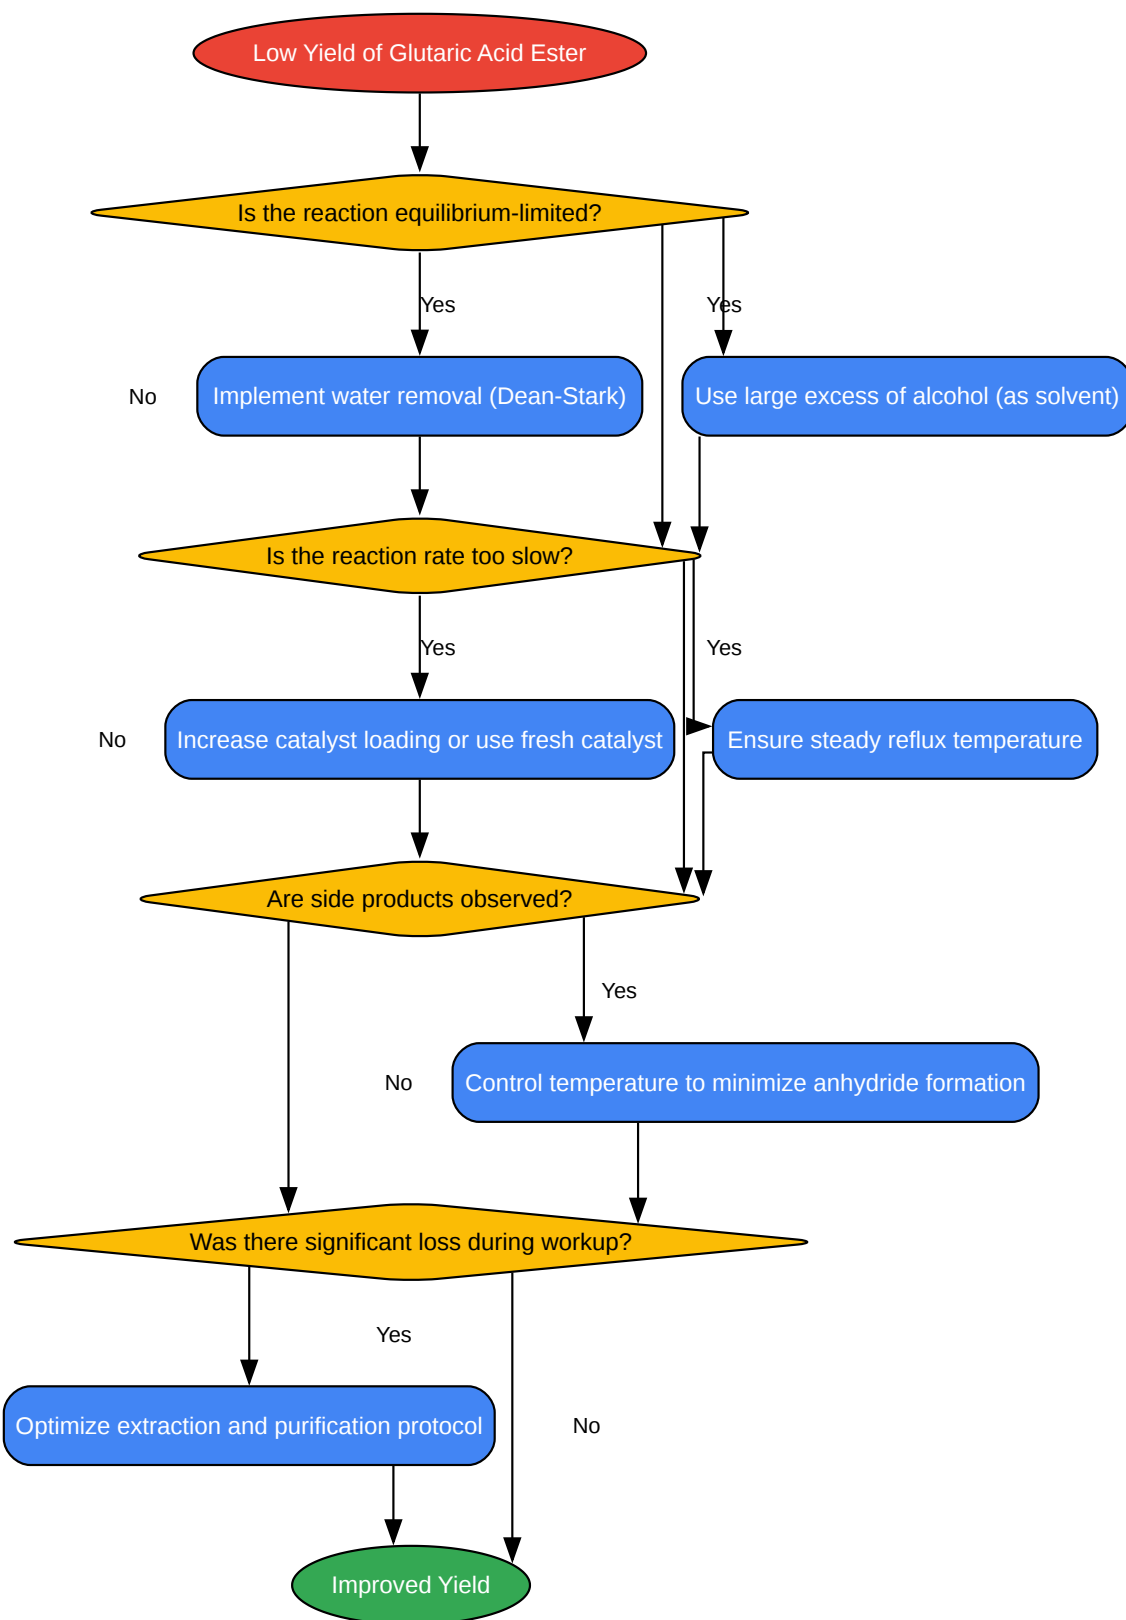 Low Yield of Glutaric Acid Ester
Is the reaction equilibrium-limited?
Yes
Yes
No
Implement water removal (Dean-Stark)
Use large excess of alcohol (as solvent)
Is the reaction rate too slow?
Yes
Yes
No
Increase catalyst loading or use fresh catalyst
Ensure steady reflux temperature
Are side products observed?
Yes
No
Control temperature to minimize anhydride formation
Was there significant loss during workup?
Yes
Optimize extraction and purification protocol
No
Improved Yield